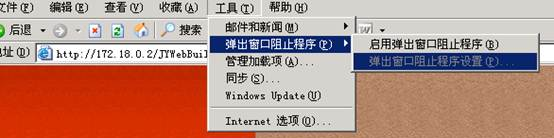 文件(F) 编辑(E) 查看(V) 收藏(A) 工具(T) 帮助(H)
后退 搜索
地址(D) http://172.18.0.2/JYWebBui
邮件和新闻(M)
弹出窗口阻止程序(P)
管理加载项(A)...
同步(S)...
Windows Update(U)
Internet 选项(O)...
启用弹出窗口阻止程序(B)
弹出窗口阻止程序设置(P)...